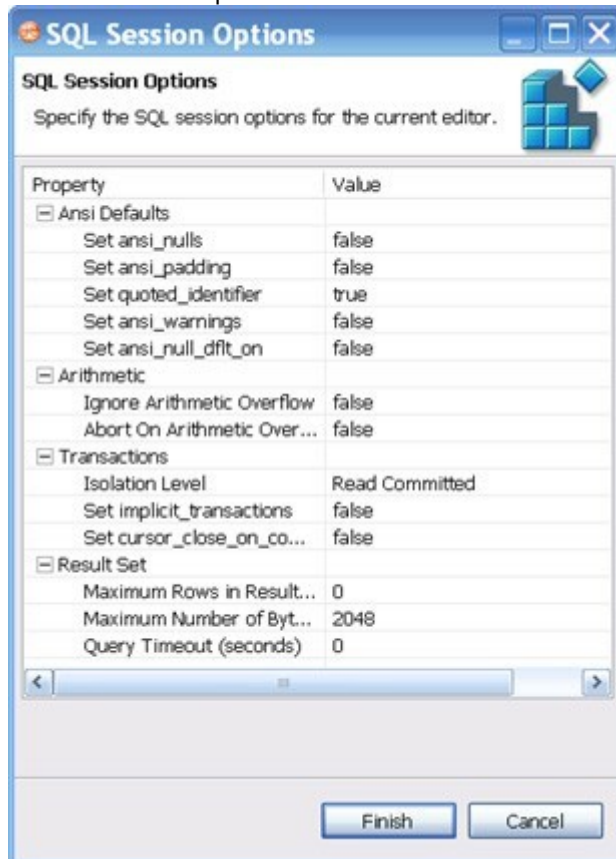 SQL Session Options
SQL Session Options
Specify the SQL session options for the current editor.
Property Value
Ansi Defaults
Set ansi_nulls false
Set ansi_padding false
Set quoted_identifier true
Set ansi_warnings false
Set ansi_null_dflt_on false
Arithmetic
Ignore Arithmetic Overflow false
Abort On Arithmetic Over... false
Transactions
Isolation Level Read Committed
Set implicit_transactions false
Set cursor_close_on_co... false
Result Set
Maximum Rows in Result... 0
Maximum Number of Byt... 2048
Query Timeout (seconds) 0
Finish Cancel